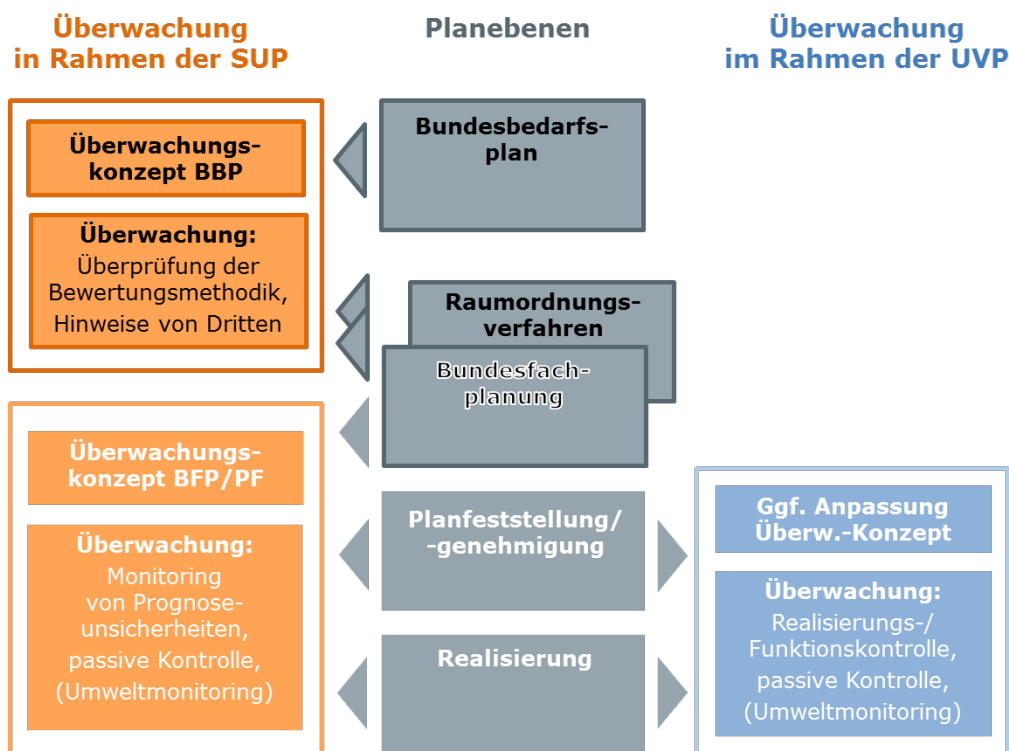 Überwachung
in Rahmen der SUP
Planebenen
Überwachung
im Rahmen der UVP
Überwachungs-
konzept BBP
Überwachung:
Überprüfung der
Bewertungsmethodik,
Hinweise von Dritten
Bundesbedarfs-
plan
Raumordnungs-
verfahren
Bundesfach-
planung
Überwachungs-
konzept BFP/PF
Überwachung:
Monitoring
von Prognose-
unsicherheiten,
passive Kontrolle,
(Umweltmonitoring)
Planfeststellung/
-genehmigung
Realisierung
Ggf. Anpassung
Überw.-Konzept
Überwachung:
Realisierungs-/
Funktionskontrolle,
passive Kontrolle,
(Umweltmonitoring)